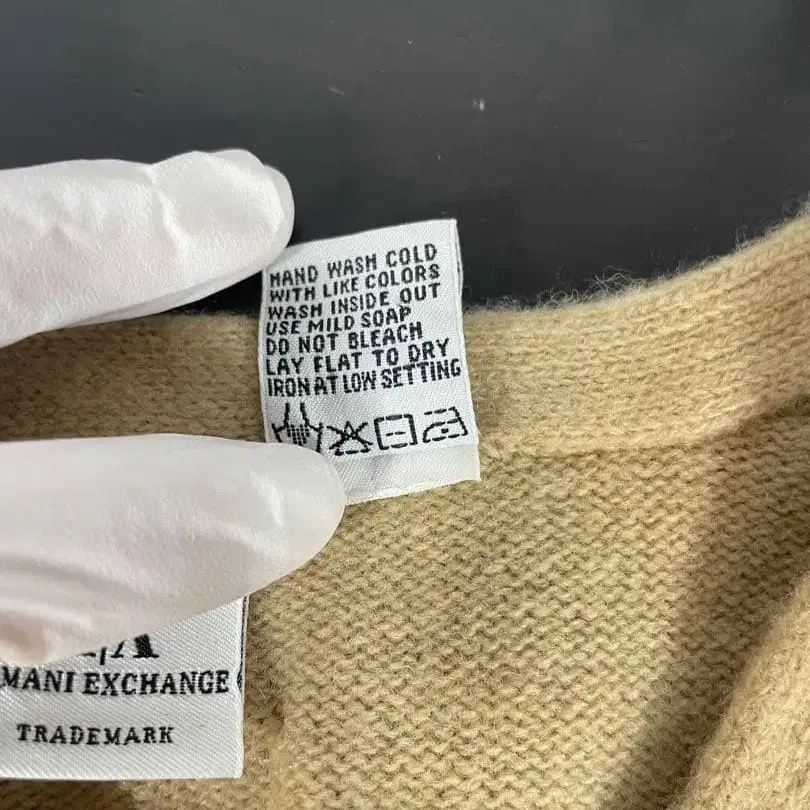 HAND WASH COLD
WITH LIKE COLORS
WASH INSIDE OUT
USE MILD SOAP
DO NOT BLEACH
LAY FLAT TO DRY
IRON AT LOW SETTING
/A
MANI EXCHANGE
TRADEMARK